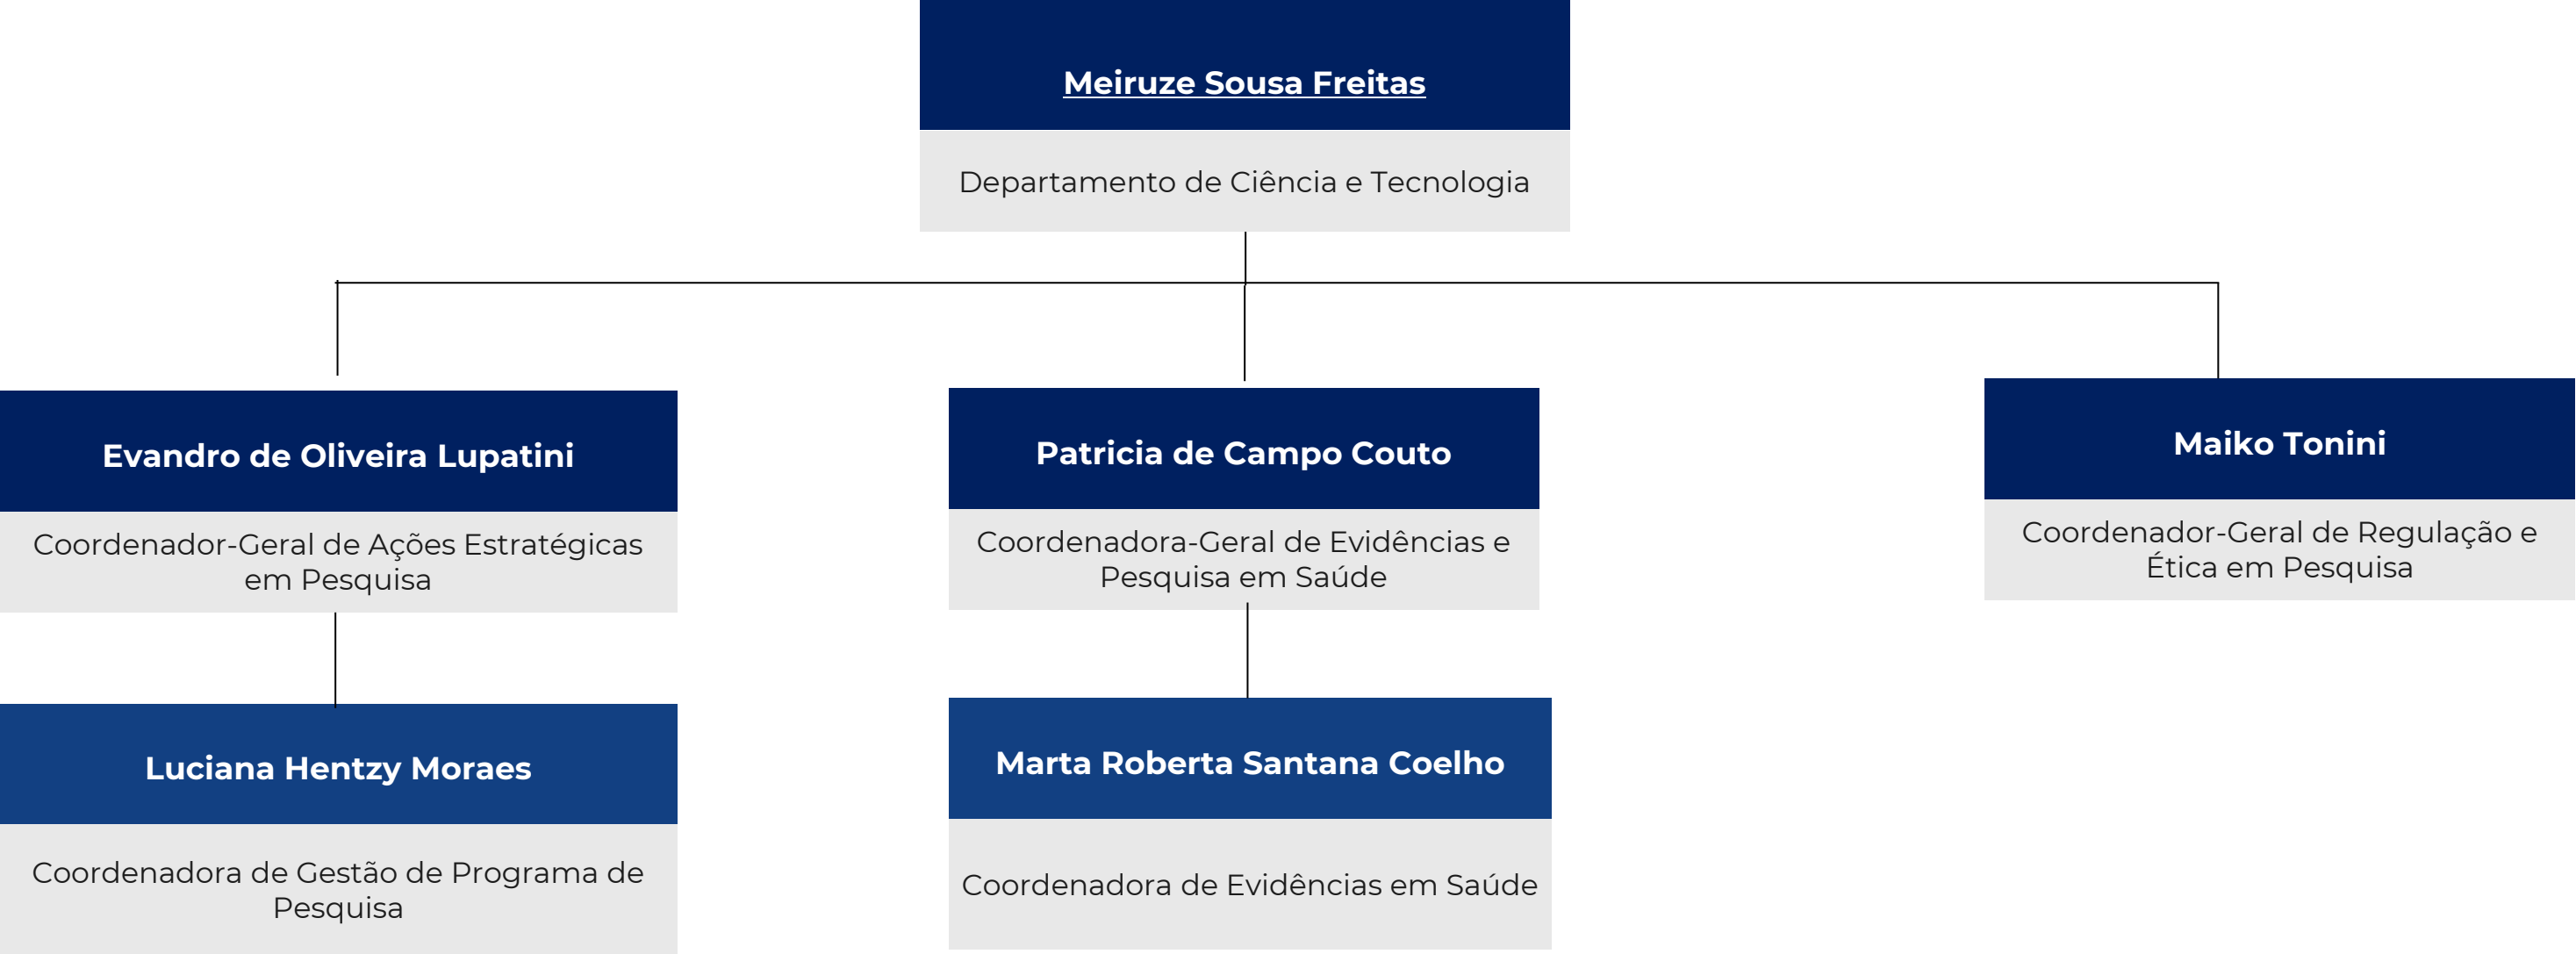 Meiruze Sousa Freitas
Departamento de Ciência e Tecnologia
Evandro de Oliveira Lupatini
Coordenador-Geral de Ações Estratégicas
em Pesquisa
Patricia de Campo Couto
Coordenadora-Geral de Evidências e
Pesquisa em Saúde
Maiko Tonini
Coordenador-Geral de Regulação e
Ética em Pesquisa
Luciana Hentzy Moraes
Coordenadora de Gestão de Programa de
Pesquisa
Marta Roberta Santana Coelho
Coordenadora de Evidências em Saúde